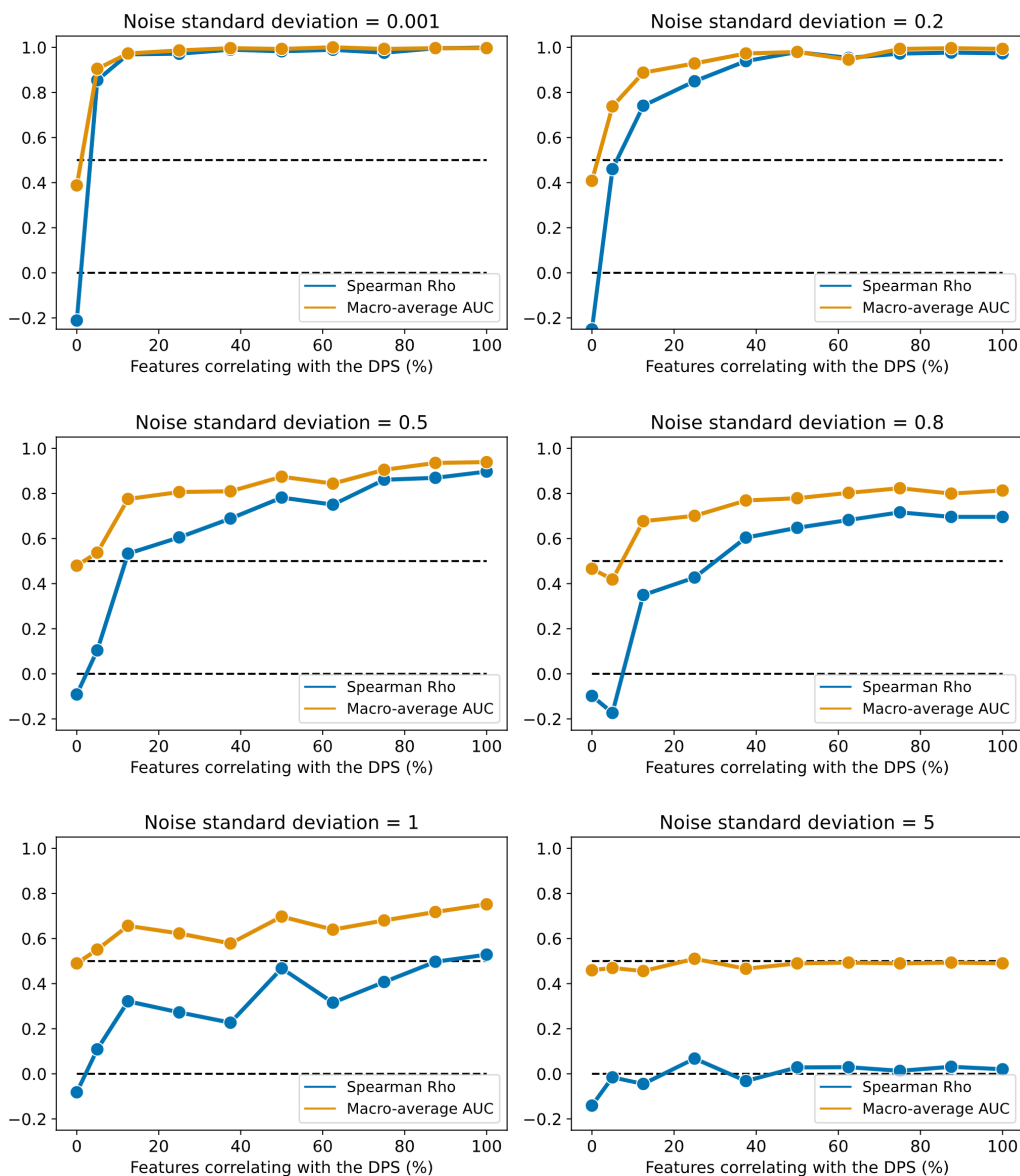 Noise standard deviation = 0.001
1.0
0.8
0.6
0.4
0.2
0.0
−0.2
Spearman Rho
Macro-average AUC
0 20 40 60 80 100
Features correlating with the DPS (%)
Noise standard deviation = 0.2
1.0
0.8
0.6
0.4
0.2
0.0
−0.2
Spearman Rho
Macro-average AUC
0 20 40 60 80 100
Features correlating with the DPS (%)
Noise standard deviation = 0.5
1.0
0.8
0.6
0.4
0.2
0.0
−0.2
Spearman Rho
Macro-average AUC
0 20 40 60 80 100
Features correlating with the DPS (%)
Noise standard deviation = 0.8
1.0
0.8
0.6
0.4
0.2
0.0
−0.2
Spearman Rho
Macro-average AUC
0 20 40 60 80 100
Features correlating with the DPS (%)
Noise standard deviation = 1
1.0
0.8
0.6
0.4
0.2
0.0
−0.2
Spearman Rho
Macro-average AUC
0 20 40 60 80 100
Features correlating with the DPS (%)
Noise standard deviation = 5
1.0
0.8
0.6
0.4
0.2
0.0
−0.2
Spearman Rho
Macro-average AUC
0 20 40 60 80 100
Features correlating with the DPS (%)